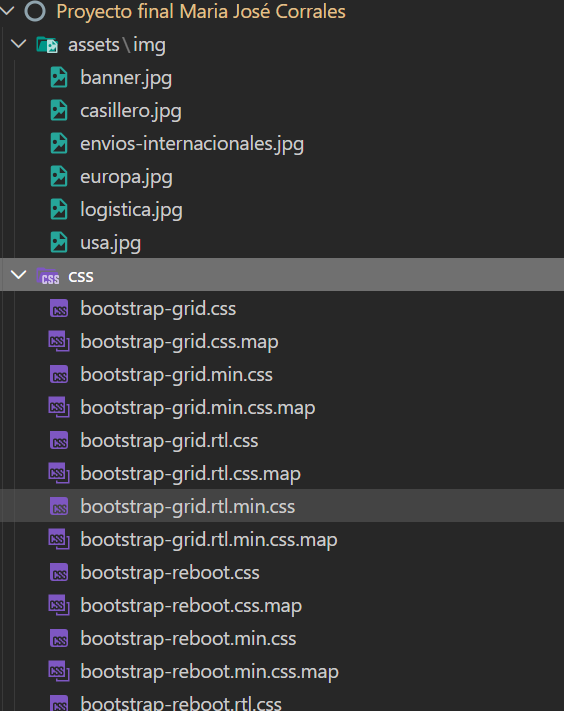 Proyecto final Maria José Corrales
assets\img
banner.jpg
casillero.jpg
envios-internacionales.jpg
europa.jpg
logistica.jpg
usa.jpg
css
bootstrap-grid.css
bootstrap-grid.css.map
bootstrap-grid.min.css
bootstrap-grid.min.css.map
bootstrap-grid.rtl.css
bootstrap-grid.rtl.css.map
bootstrap-grid.rtl.min.css
bootstrap-grid.rtl.min.css.map
bootstrap-reboot.css
bootstrap-reboot.css.map
bootstrap-reboot.min.css
bootstrap-reboot.min.css.map
bootstrap-reboot.rtl.css